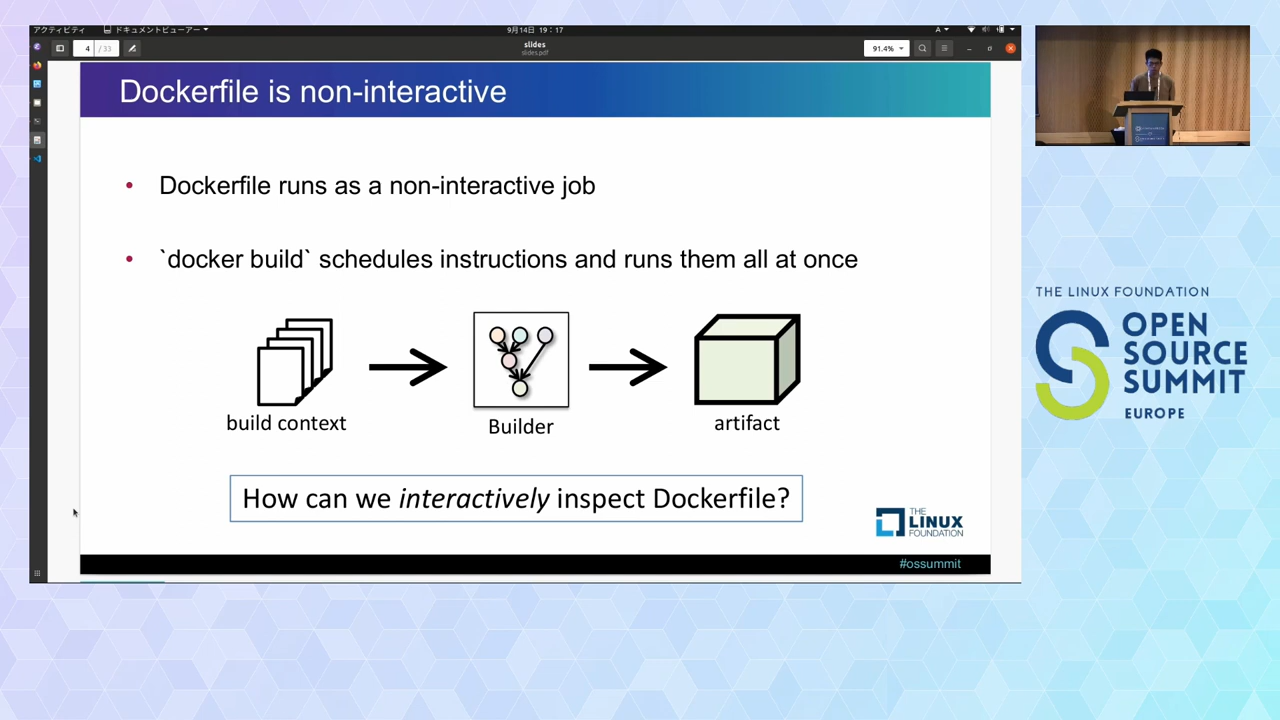 アクティビティ
ドキュメントビューアー
9月14日 19:17
A
4 / 33
slides
slides.pdf
91.4%
Dockerfile is non-interactive
• Dockerfile runs as a non-interactive job
• `docker build` schedules instructions and runs them all at once
build context
Builder
artifact
How can we interactively inspect Dockerfile?
THE
LINUX
FOUNDATION
#ossummit
THE LINUX FOUNDATION
OPEN
SOURCE
SUMMIT
EUROPE